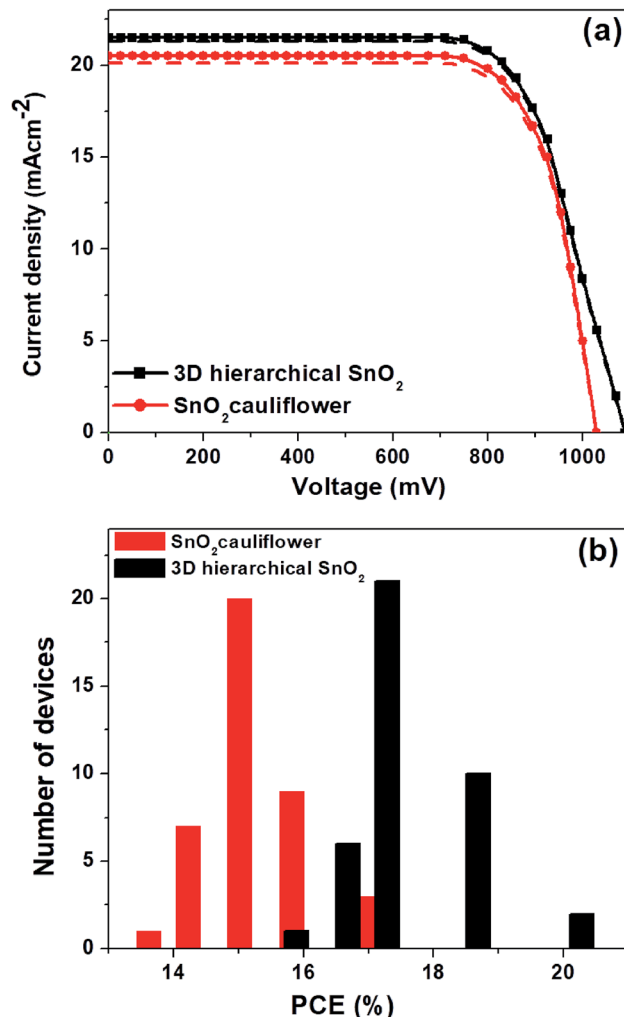 (a)
20
15
10
5
0
Current density (mAcm-2)
3D hierarchical SnO2
SnO2cauliflower
0 200 400 600 800 1000
Voltage (mV)
(b)
SnO2cauliflower
3D hierarchical SnO2
20
15
10
5
0
Number of devices
14 16 18 20
PCE (%)